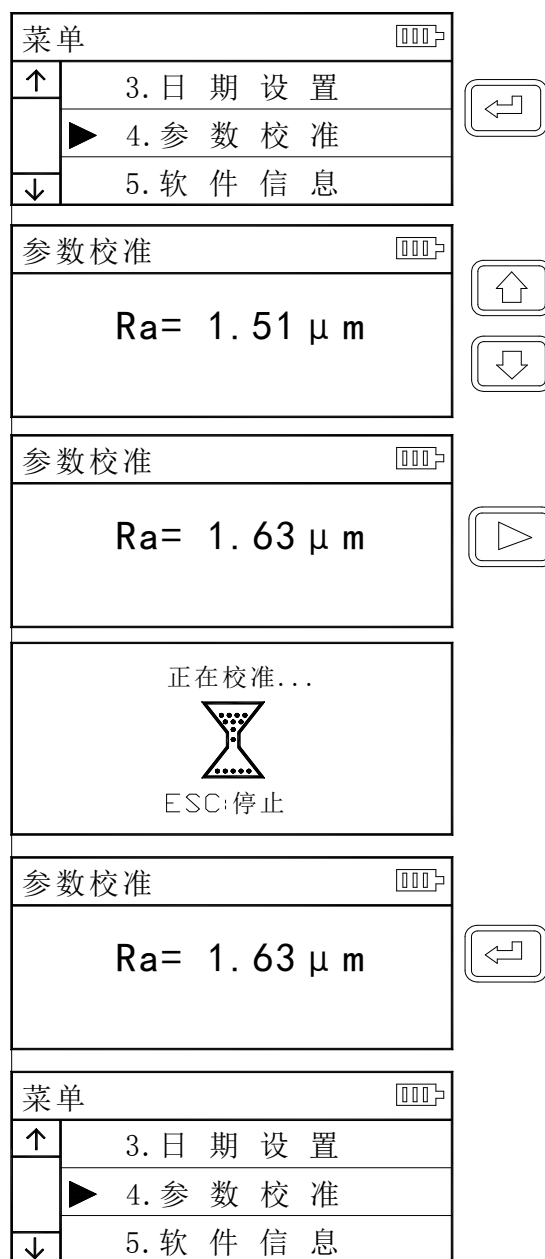 菜单
3.日期设置
4.参数校准
5.软件信息
参数校准
Ra= 1.51μm
参数校准
Ra= 1.63μm
正在校准...
ESC:停止
参数校准
Ra= 1.63μm
菜单
3.日期设置
4.参数校准
5.软件信息